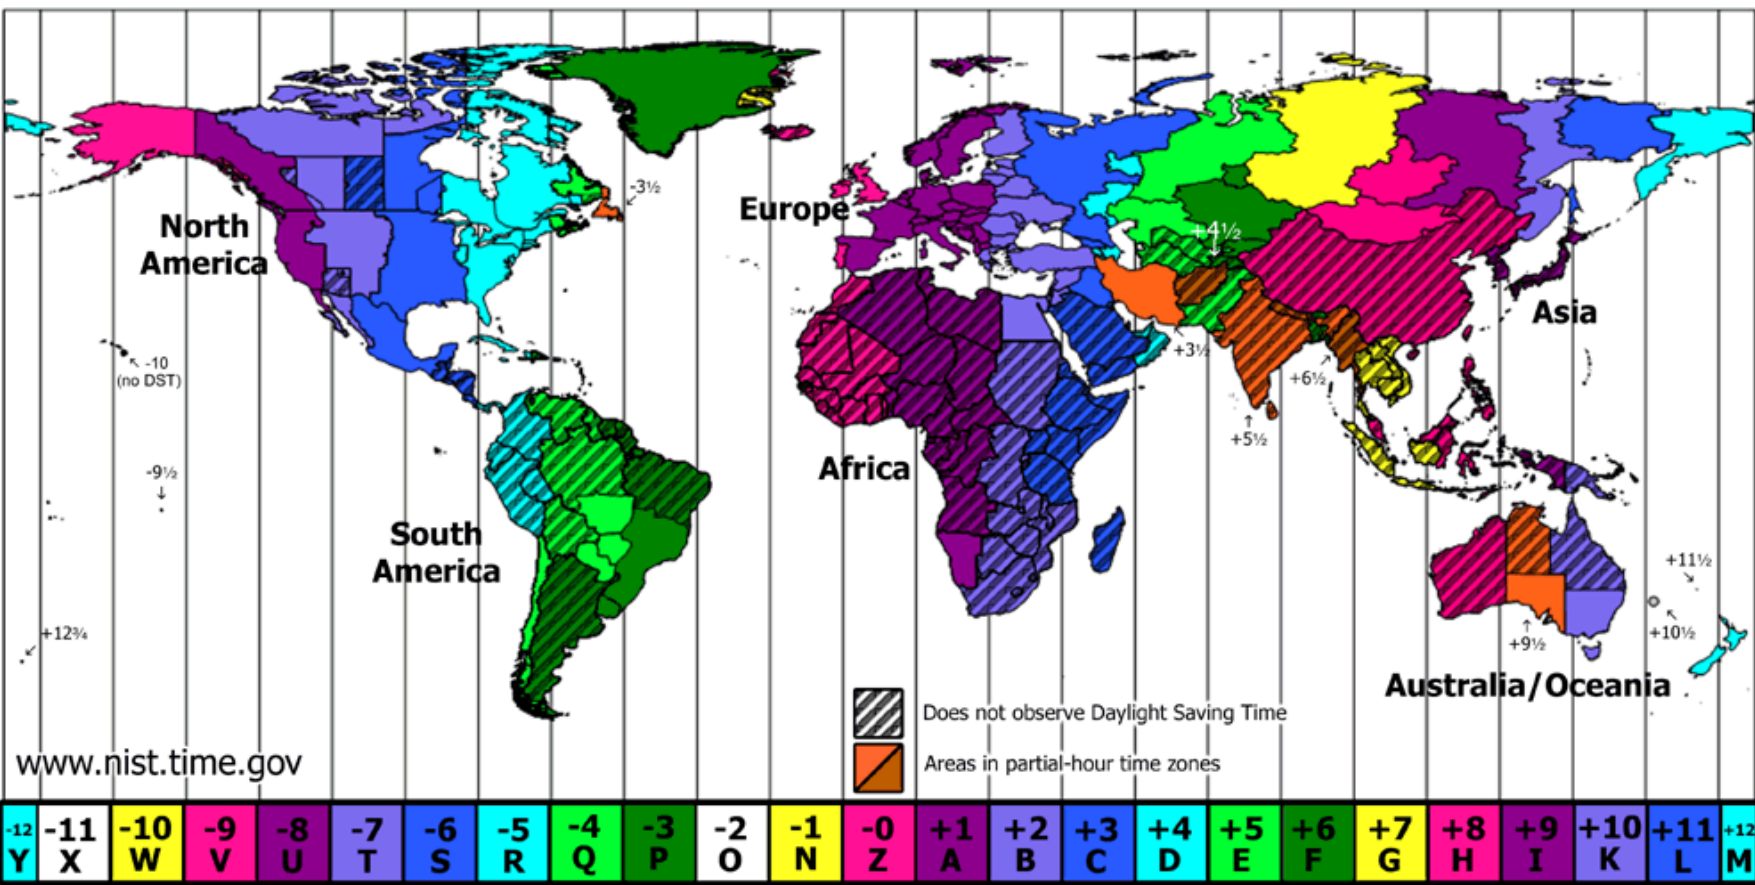 -3½
Europe
North
America
+4½
Asia
-10
(no DST)
+3½
+6½
+5½
-9½
Africa
South
America
+11½
+12¾
+10½
+9½
Australia/Oceania
Does not observe Daylight Saving Time
Areas in partial-hour time zones
www.nist.time.gov
-12 -11 -10 -9 -8 -7 -6 -5 -4 -3 -2 -1 -0 +1 +2 +3 +4 +5 +6 +7 +8 +9 +10 +11 +12
Y X W V U T S R Q P O N Z A B C D E F G H I K L M